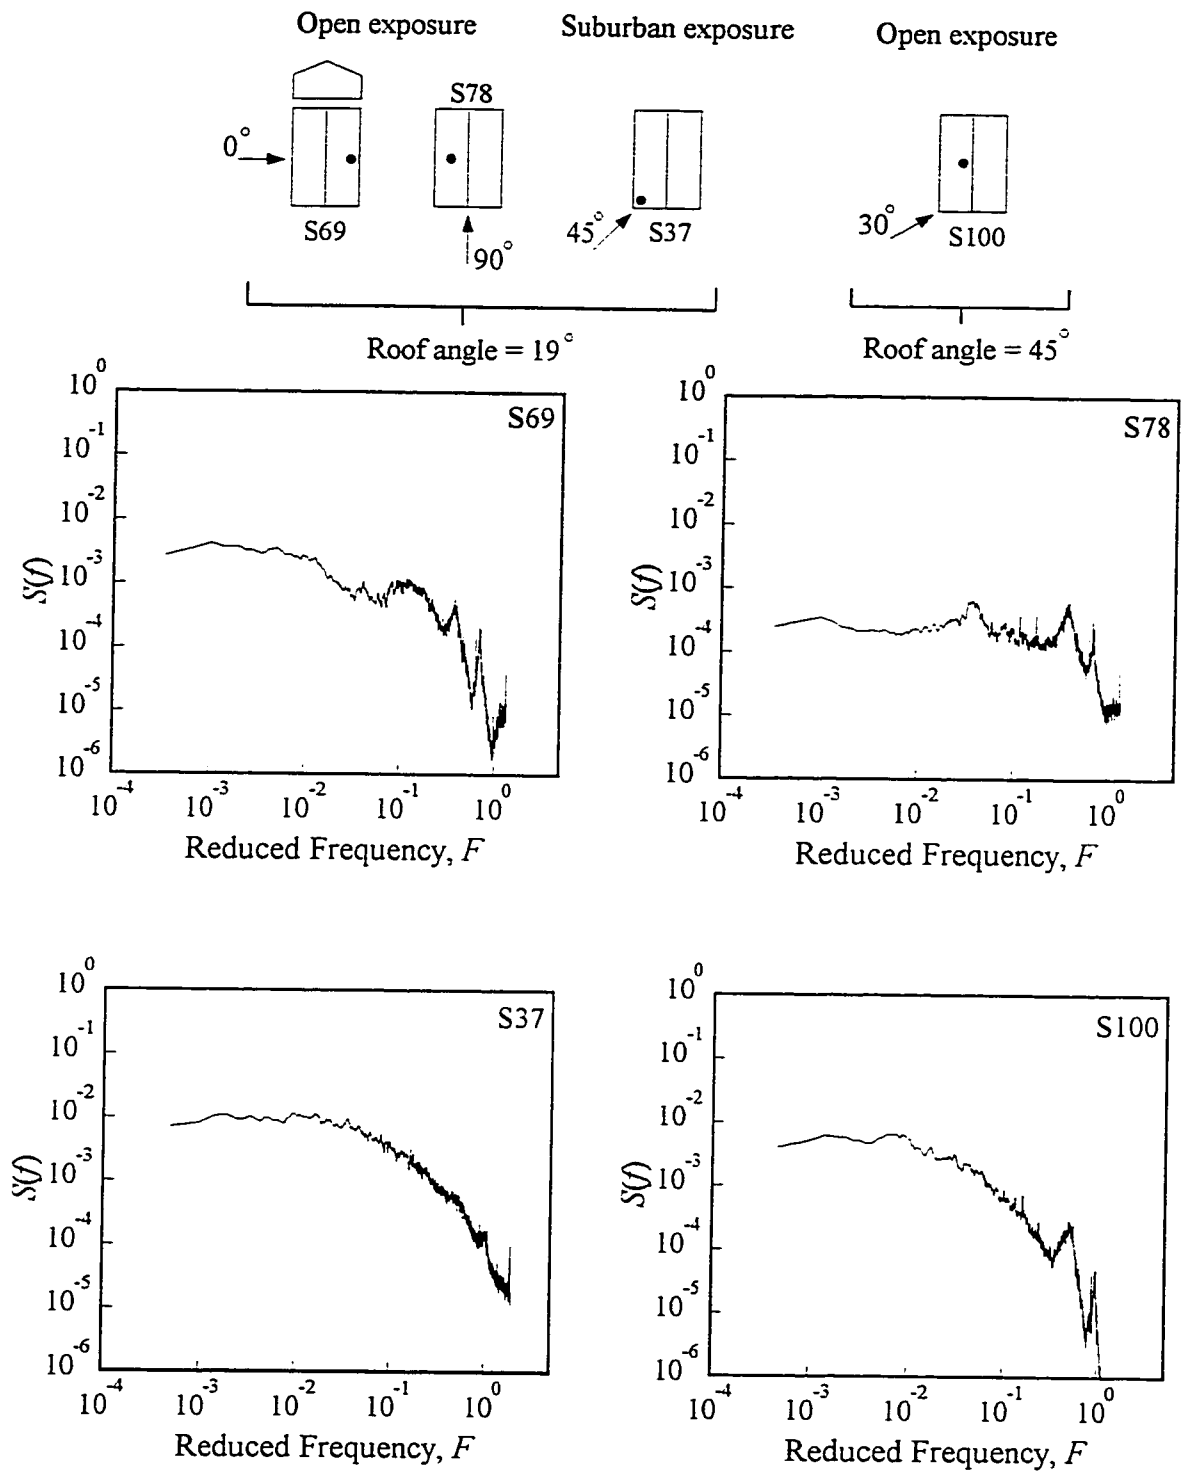 Open exposure Suburban exposure Open exposure
S78
0°
S69 45° S37 30° S100
90°
Roof angle = 19° Roof angle = 45°
10^0
10^-1
10^-2
10^-3
10^-4
10^-5
10^-6
S(f)
S69
10^-4 10^-3 10^-2 10^-1 10^0
Reduced Frequency, F
10^0
10^-1
10^-2
10^-3
10^-4
10^-5
10^-6
S(f)
S78
10^-4 10^-3 10^-2 10^-1 10^0
Reduced Frequency, F
10^0
10^-1
10^-2
10^-3
10^-4
10^-5
10^-6
S(f)
S37
10^-4 10^-3 10^-2 10^-1 10^0
Reduced Frequency, F
10^0
10^-1
10^-2
10^-3
10^-4
10^-5
10^-6
S(f)
S100
10^-4 10^-3 10^-2 10^-1 10^0
Reduced Frequency, F